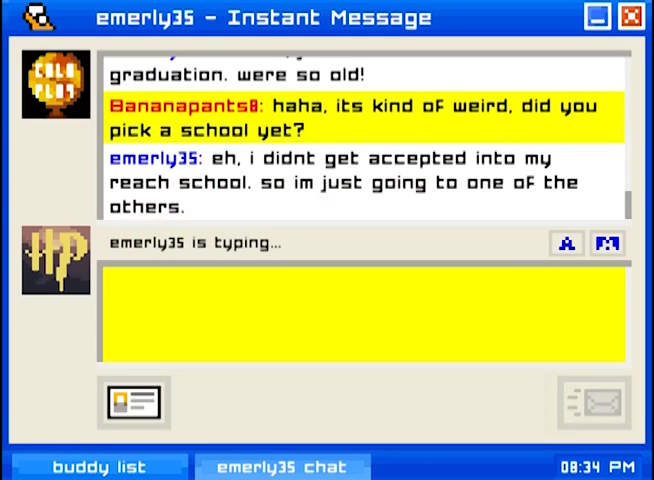 emerly35 - Instant Message
COLD
PLAY
graduation. were so old!
Bananapants8: haha, its kind of weird, did you
pick a school yet?
emerly35: eh, i didnt get accepted into my
reach school. so im just going to one of the
others.
HP
emerly35 is typing...
A
buddy list
emerly35 chat
08:34 PM